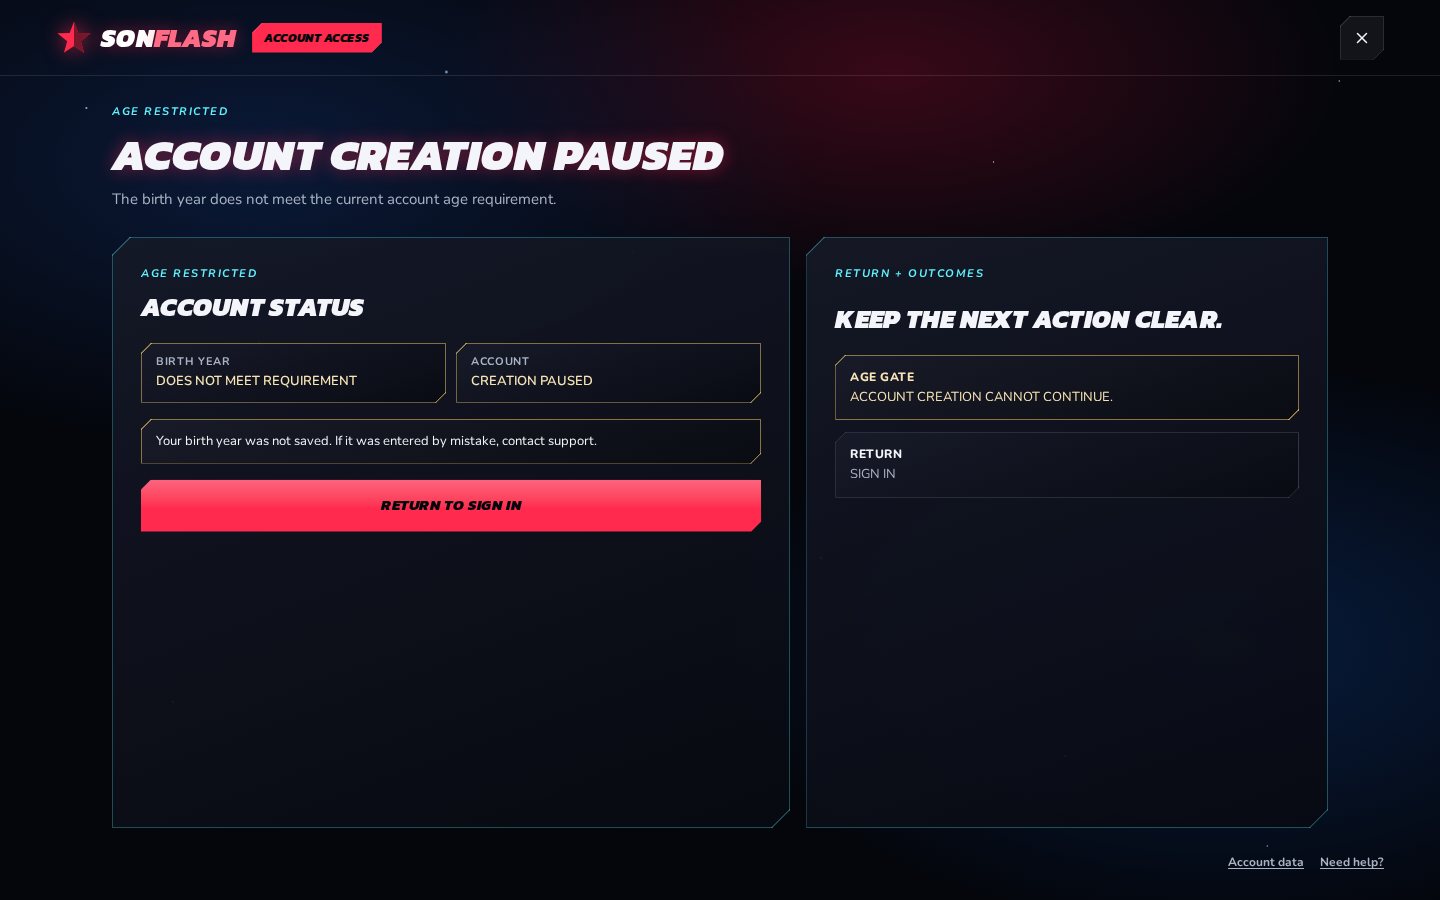 SONFLASH
ACCOUNT ACCESS
AGE RESTRICTED
ACCOUNT CREATION PAUSED
The birth year does not meet the current account age requirement.
AGE RESTRICTED
ACCOUNT STATUS
BIRTH YEAR
DOES NOT MEET REQUIREMENT
ACCOUNT
CREATION PAUSED
Your birth year was not saved. If it was entered by mistake, contact support.
RETURN TO SIGN IN
RETURN + OUTCOMES
KEEP THE NEXT ACTION CLEAR.
AGE GATE
ACCOUNT CREATION CANNOT CONTINUE.
RETURN
SIGN IN
Account data
Need help?